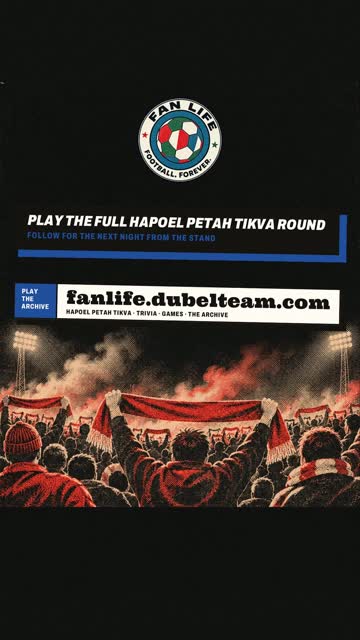 FAN LIFE
FOOTBALL. FOREVER.
PLAY THE FULL HAPOEL PETAH TIKVA ROUND
FOLLOW FOR THE NEXT NIGHT FROM THE STAND
PLAY
THE
ARCHIVE
fanlife.dubelteam.com
HAPOEL PETAH TIKVA · TRIVIA · GAMES · THE ARCHIVE